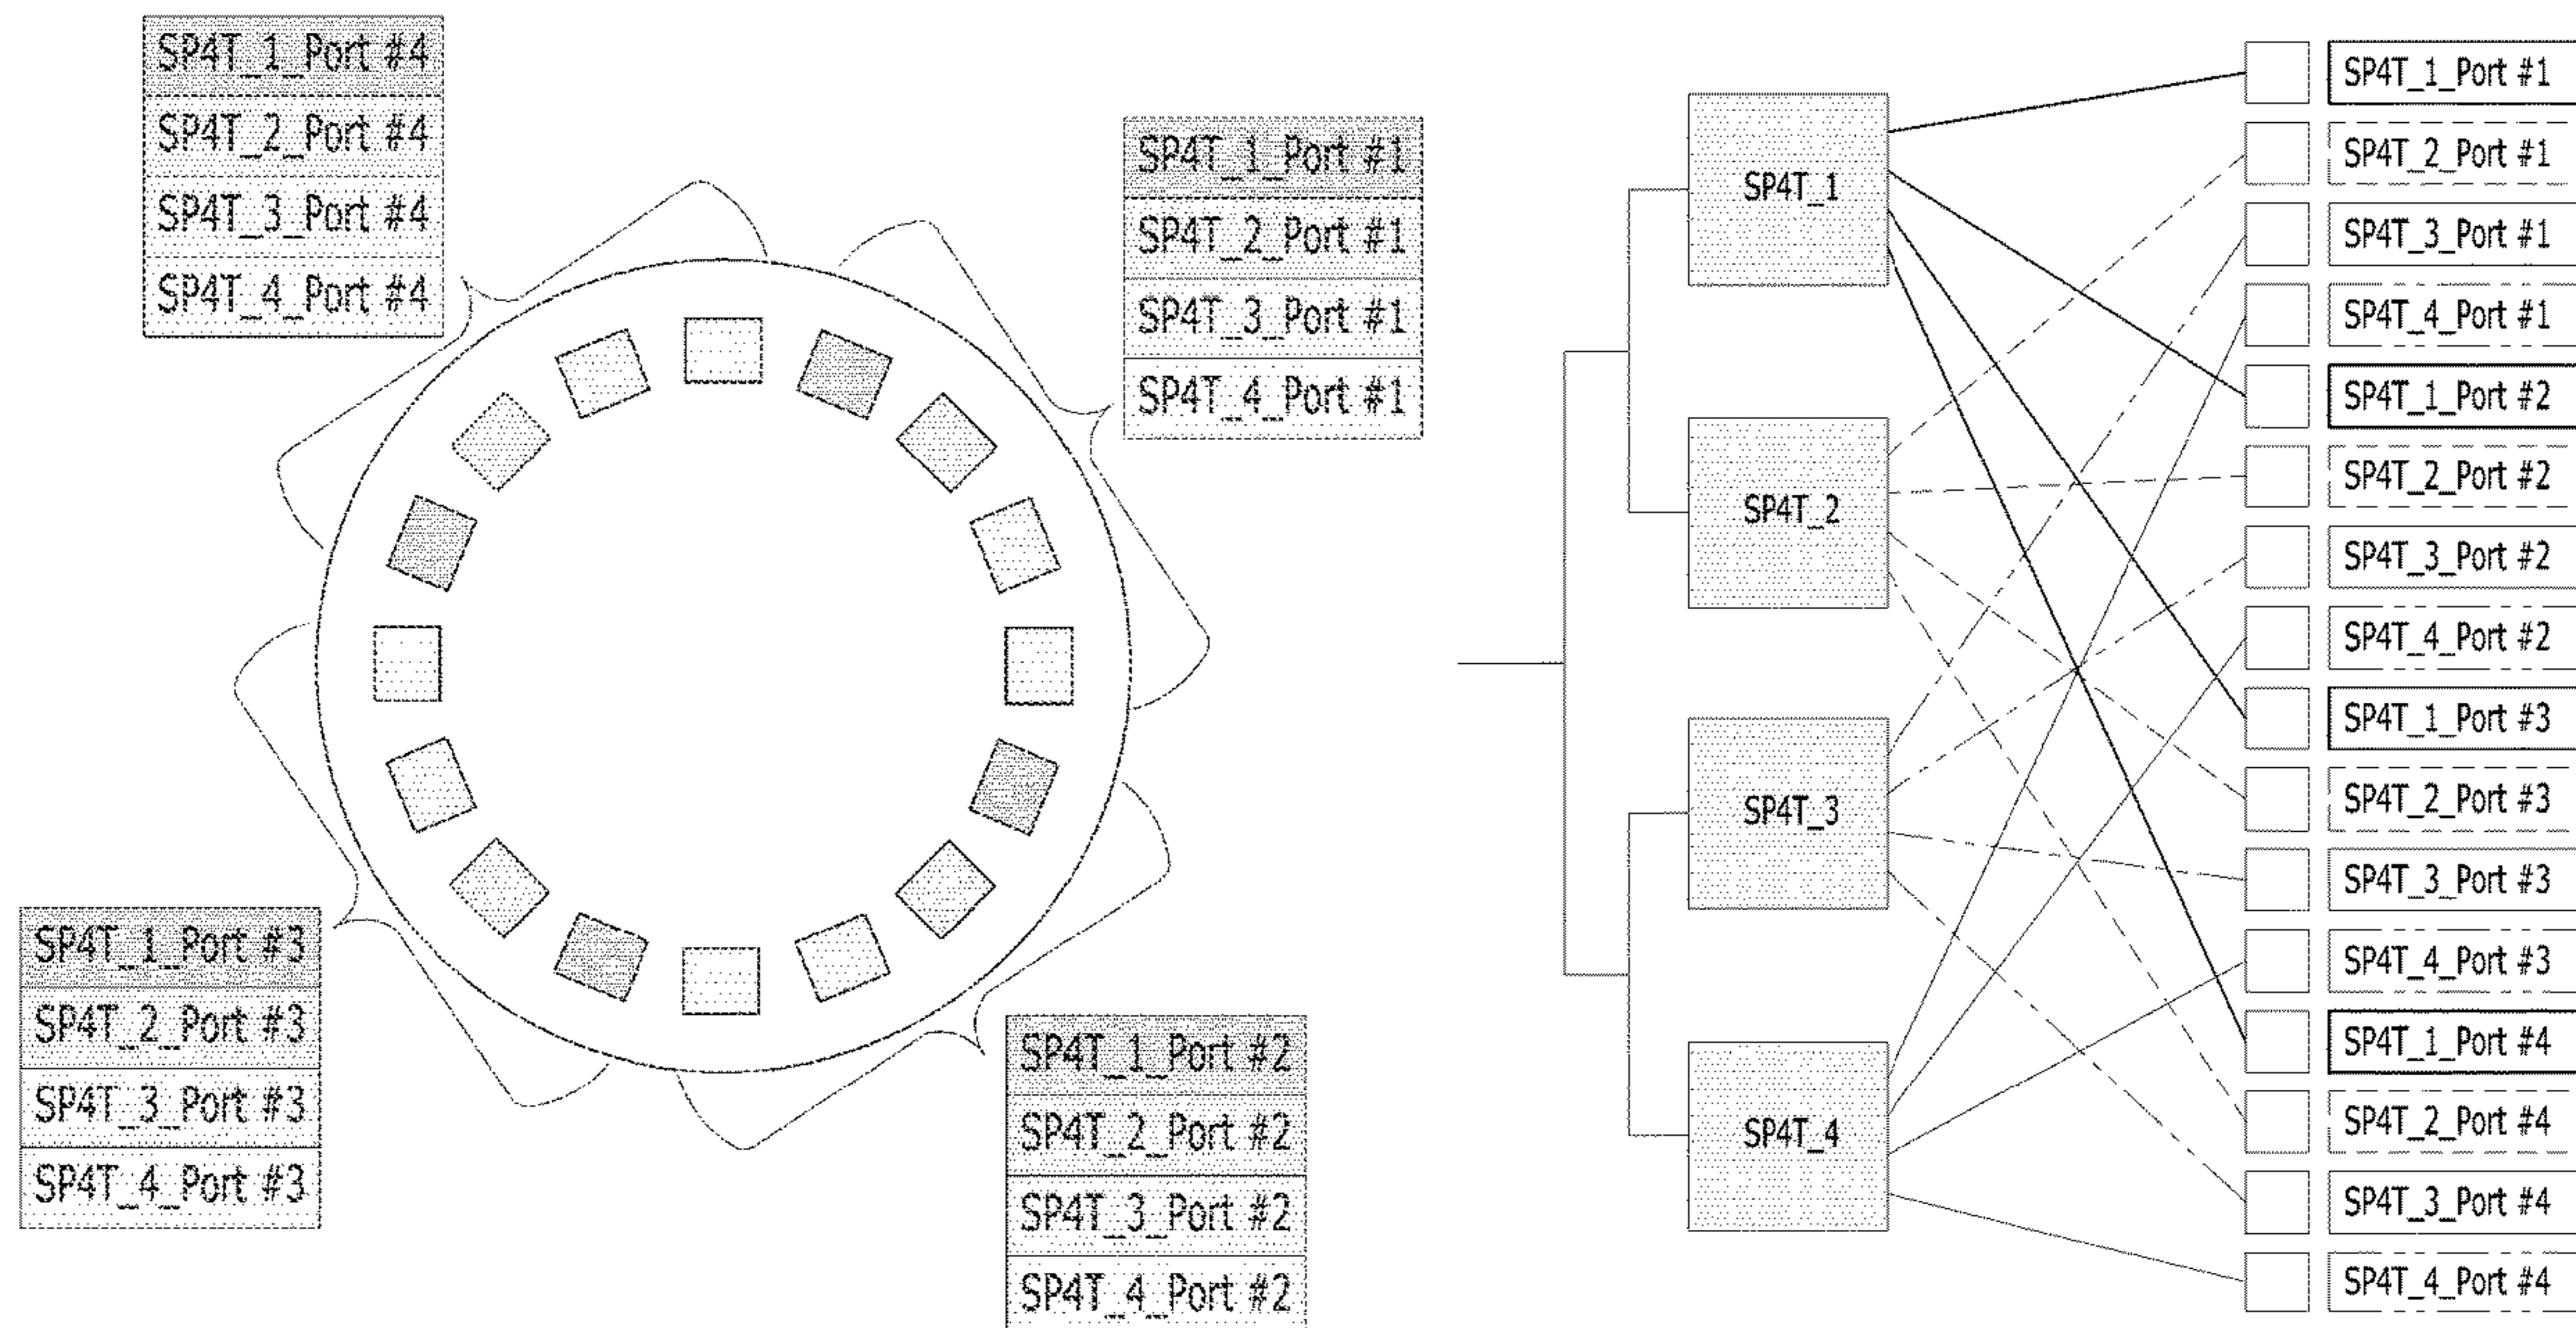 SP4T_1_Port #4
SP4T_2_Port #4
SP4T_3_Port #4
SP4T_4_Port #4
SP4T_1_Port #1
SP4T_2_Port #1
SP4T_3_Port #1
SP4T_4_Port #1
SP4T_1_Port #3
SP4T_2_Port #3
SP4T_3_Port #3
SP4T_4_Port #3
SP4T_1_Port #2
SP4T_2_Port #2
SP4T_3_Port #2
SP4T_4_Port #2
SP4T_1
SP4T_2
SP4T_3
SP4T_4
SP4T_1_Port #1
SP4T_2_Port #1
SP4T_3_Port #1
SP4T_4_Port #1
SP4T_1_Port #2
SP4T_2_Port #2
SP4T_3_Port #2
SP4T_4_Port #2
SP4T_1_Port #3
SP4T_2_Port #3
SP4T_3_Port #3
SP4T_4_Port #3
SP4T_1_Port #4
SP4T_2_Port #4
SP4T_3_Port #4
SP4T_4_Port #4